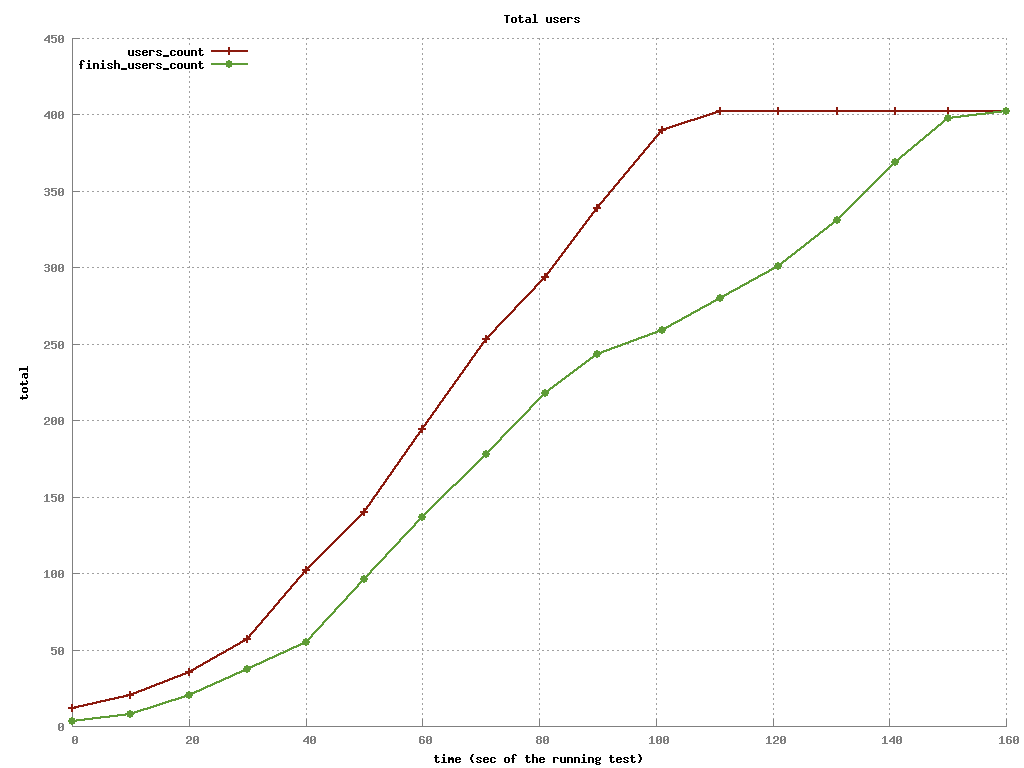 Total users
users_count
finish_users_count
450
400
350
300
250
200
150
100
50
0
total
0 20 40 60 80 100 120 140 160
time (sec of the running test)